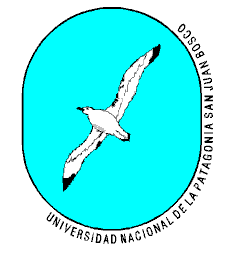 UNIVERSIDAD NACIONAL DE LA PATAGONIA SAN JUAN BOSCO